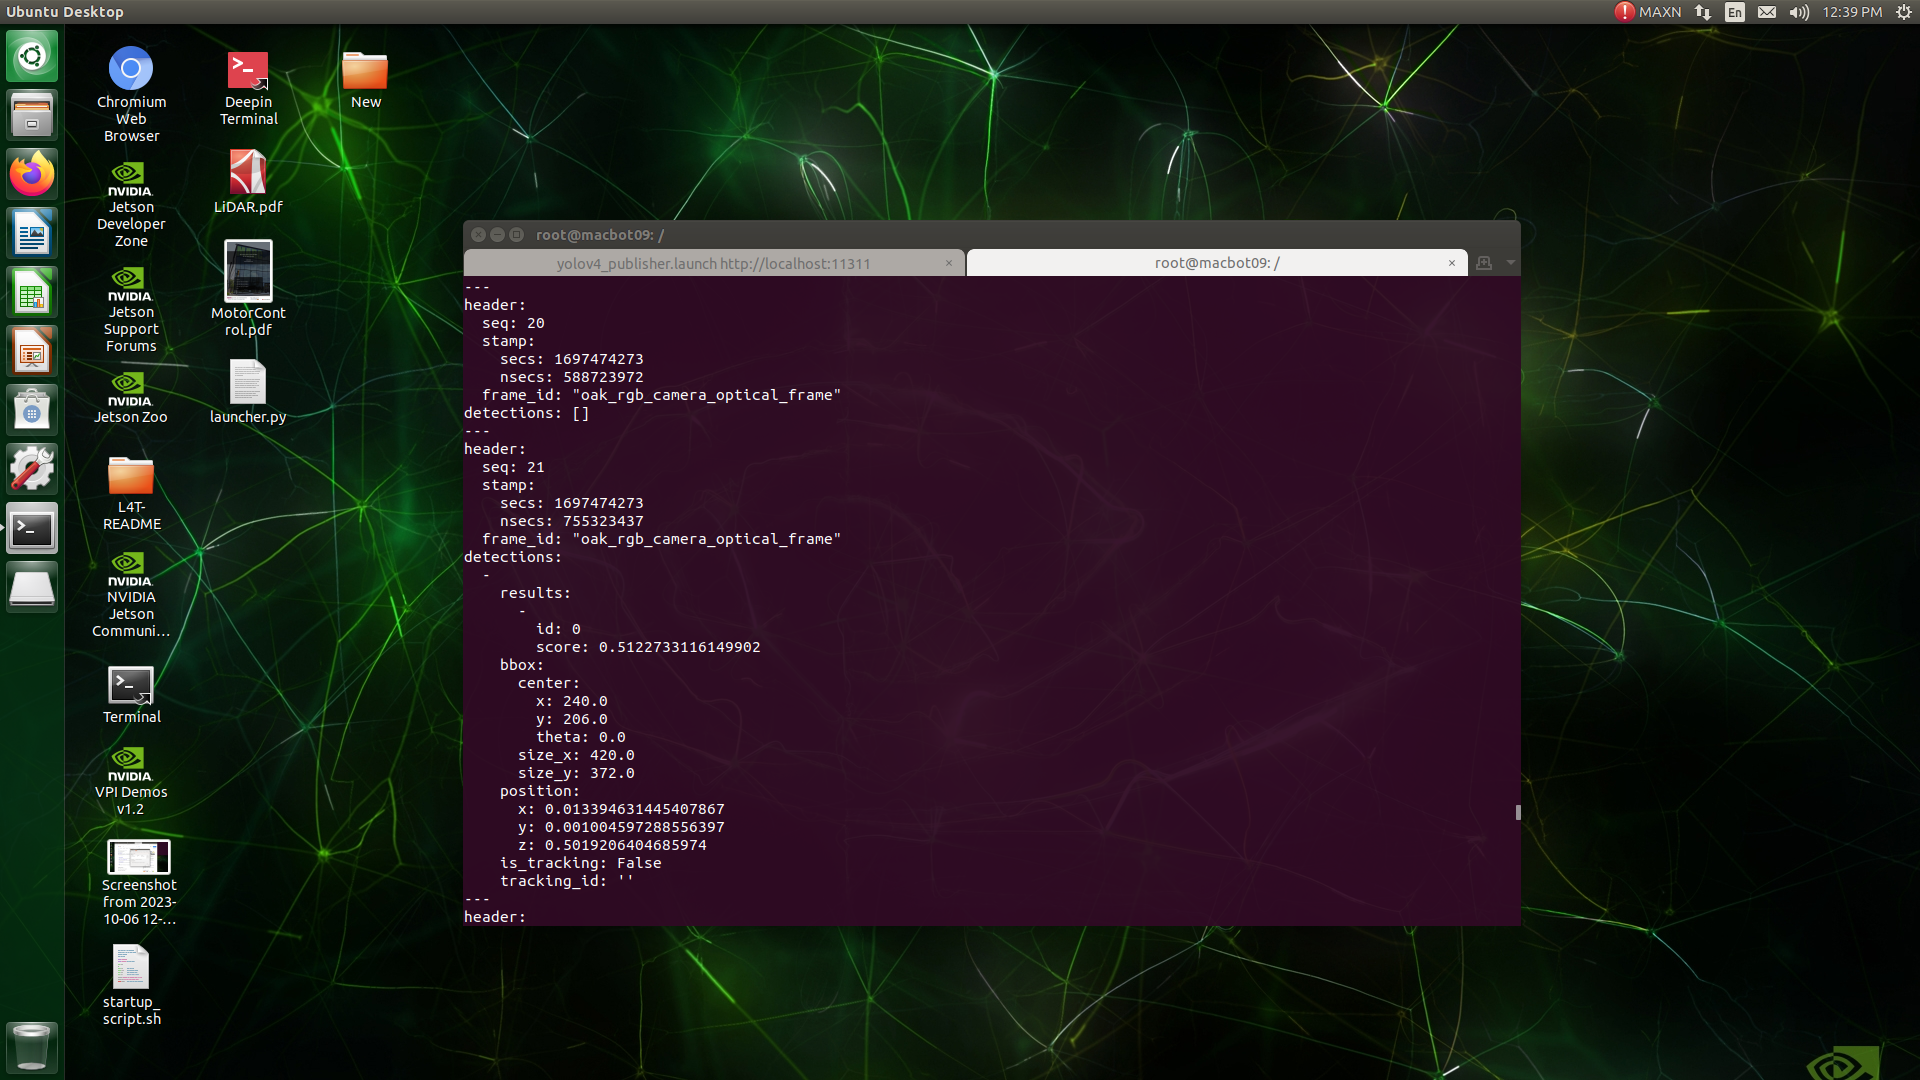 Ubuntu Desktop
MAXN
En
12:39 PM
Chromium
Web
Browser
Deepin
Terminal
New
NVIDIA.
Jetson
Developer
Zone
LiDAR.pdf
NVIDIA.
Jetson
Support
Forums
MotorCont
rol.pdf
NVIDIA.
Jetson Zoo
launcher.py
L4T-
README
NVIDIA.
NVIDIA
Jetson
Communi...
Terminal
NVIDIA.
VPI Demos
v1.2
Screenshot
from 2023-
10-06 12-...
startup_
script.sh
root@macbot09: /
yolov4_publisher.launch http://localhost:11311
root@macbot09: /
---
header:
seq: 20
stamp:
secs: 1697474273
nsecs: 588723972
frame_id: "oak_rgb_camera_optical_frame"
detections: []
---
header:
seq: 21
stamp:
secs: 1697474273
nsecs: 755323437
frame_id: "oak_rgb_camera_optical_frame"
detections:
-
results:
-
id: 0
score: 0.5122733116149902
bbox:
center:
x: 240.0
y: 206.0
theta: 0.0
size_x: 420.0
size_y: 372.0
position:
x: 0.013394631445407867
y: 0.001004597288556397
z: 0.5019206404685974
is_tracking: False
tracking_id: ''
---
header: